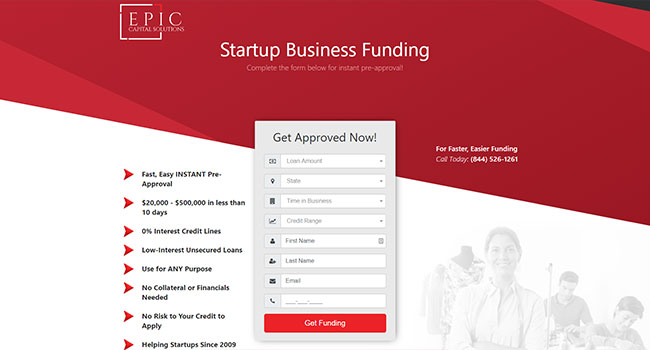 EPIC
CAPITAL SOLUTIONS
Startup Business Funding
Complete the form below for instant pre-approval!
Get Approved Now!
Loan Amount
State
Time in Business
Credit Range
First Name
Last Name
Email
___-___-____
Get Funding
For Faster, Easier Funding
Call Today: (844) 526-1261
Fast, Easy INSTANT Pre-
Approval
$20,000 - $500,000 in less than
10 days
0% Interest Credit Lines
Low-Interest Unsecured Loans
Use for ANY Purpose
No Collateral or Financials
Needed
No Risk to Your Credit to
Apply
Helping Startups Since 2009